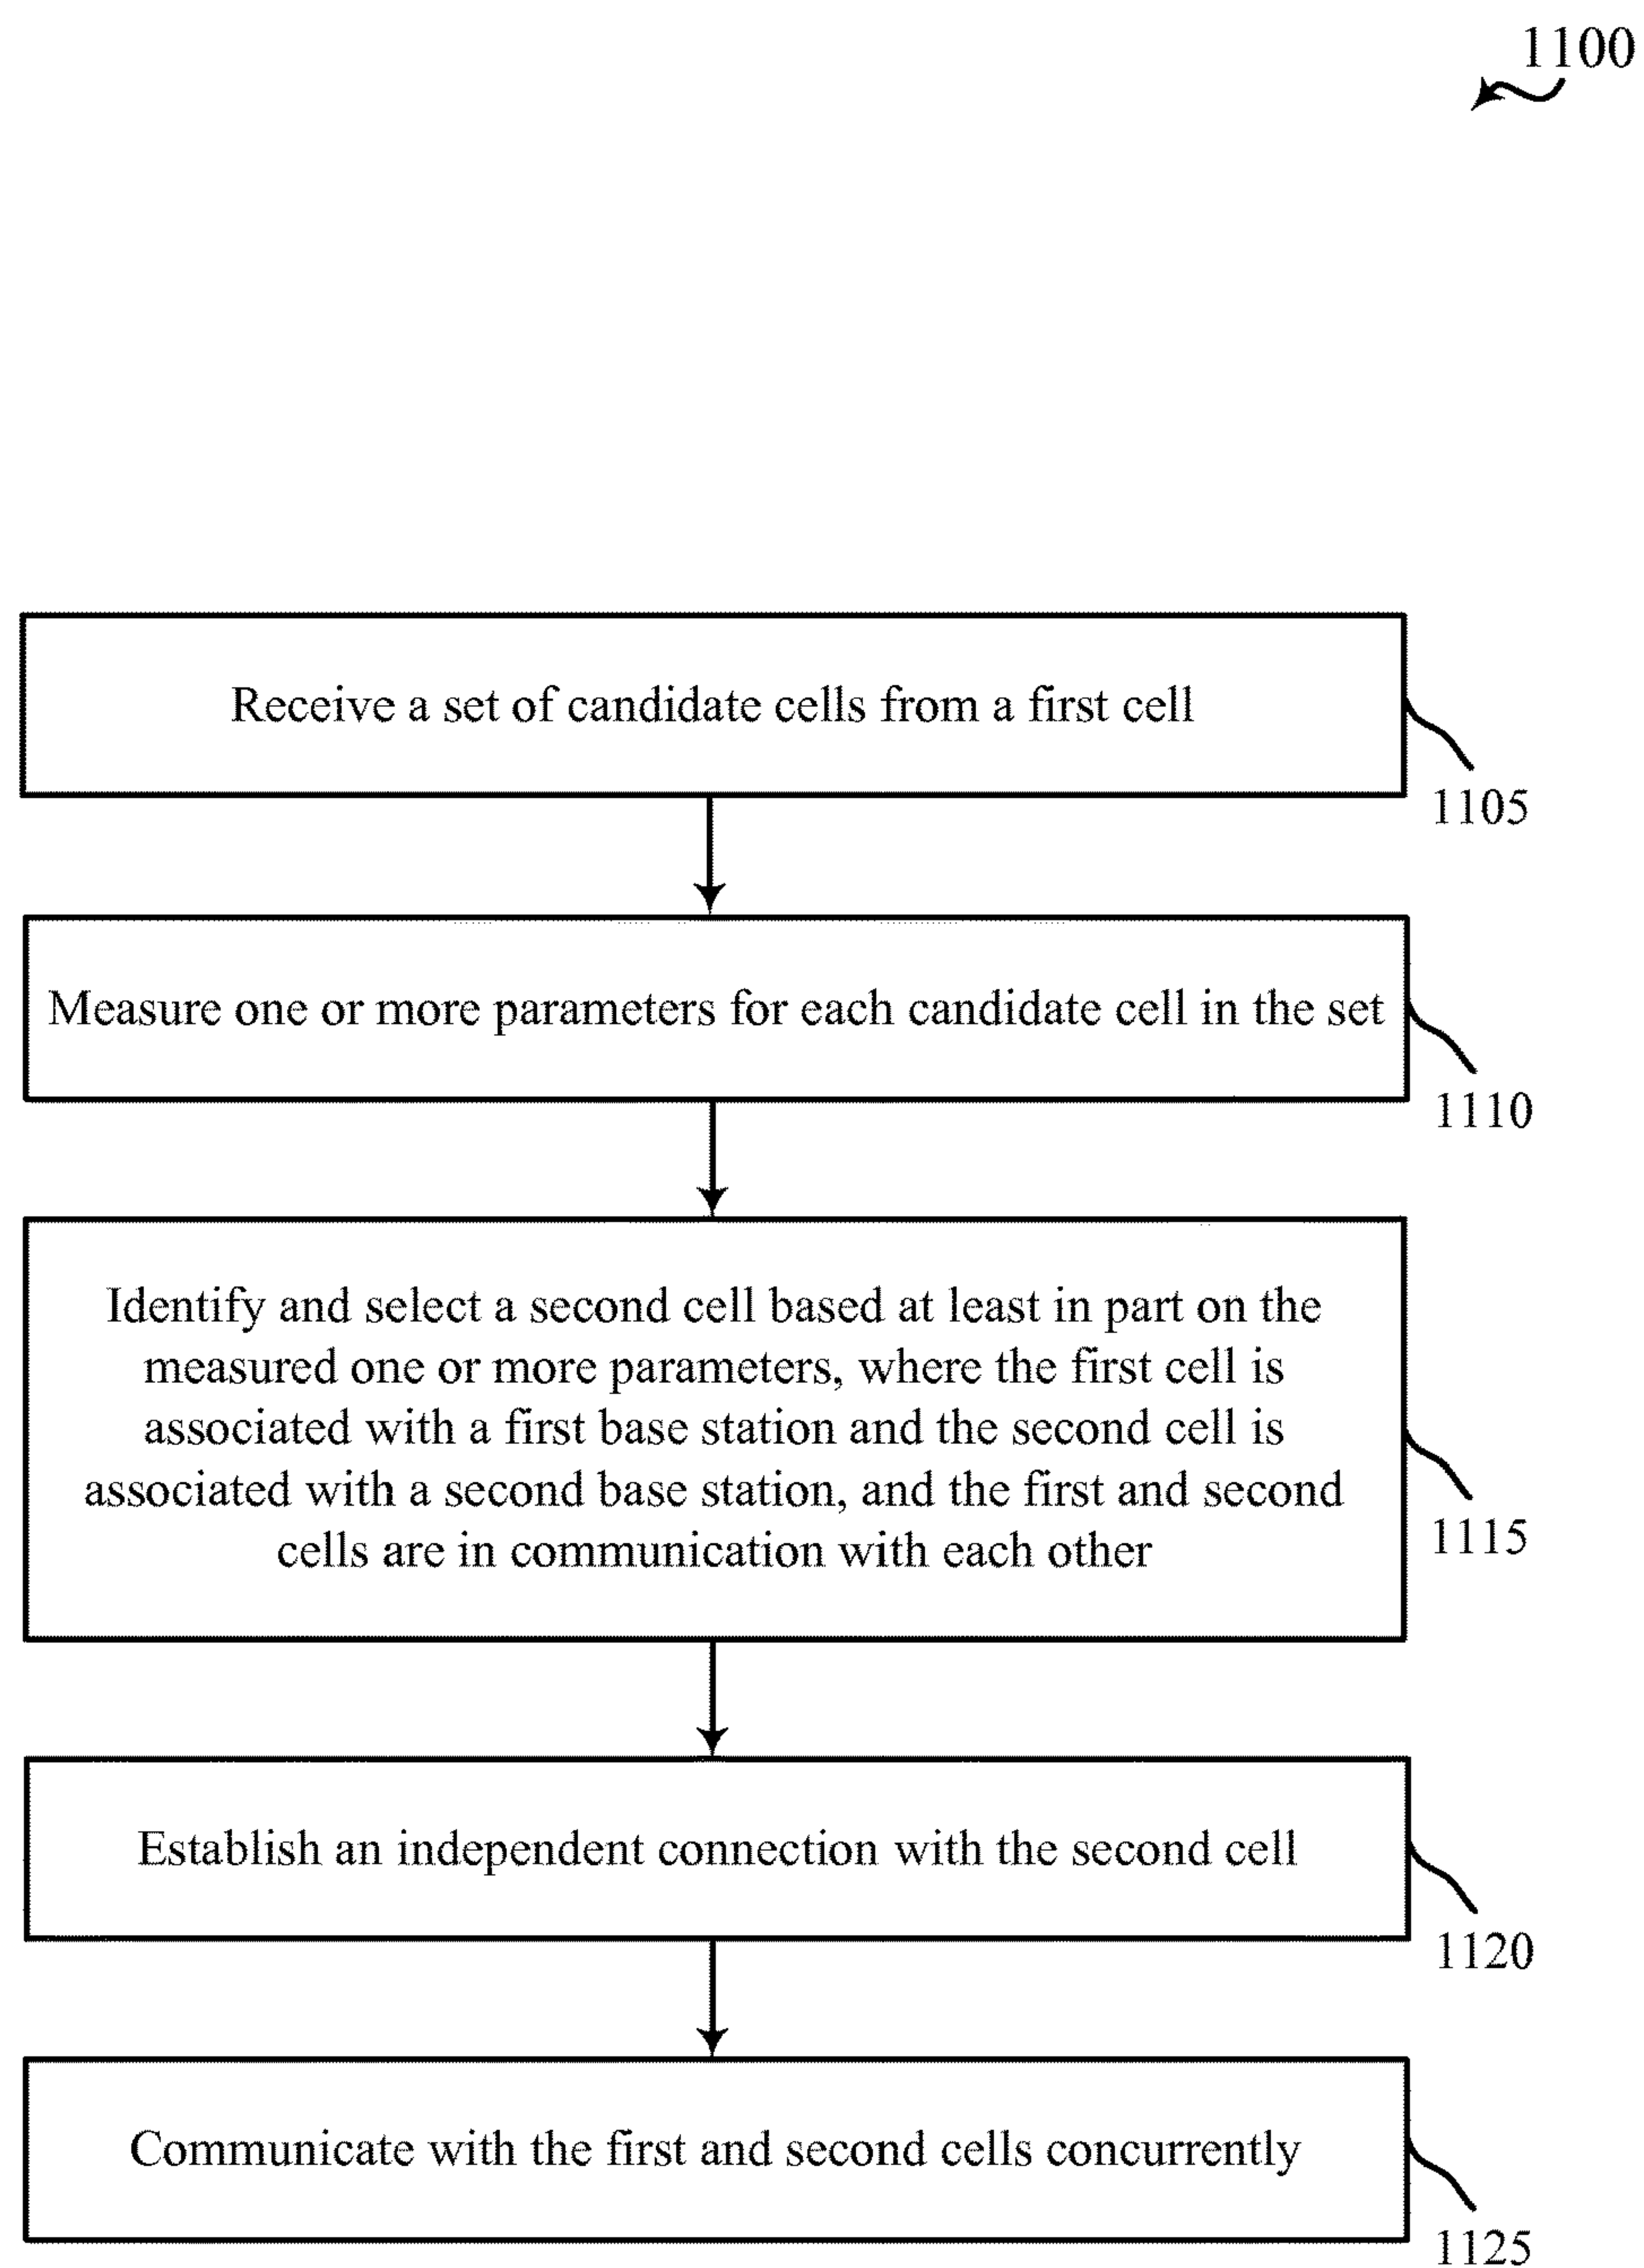 1100
Receive a set of candidate cells from a first cell
1105
Measure one or more parameters for each candidate cell in the set
1110
Identify and select a second cell based at least in part on the
measured one or more parameters, where the first cell is
associated with a first base station and the second cell is
associated with a second base station, and the first and second
cells are in communication with each other
1115
Establish an independent connection with the second cell
1120
Communicate with the first and second cells concurrently
1125